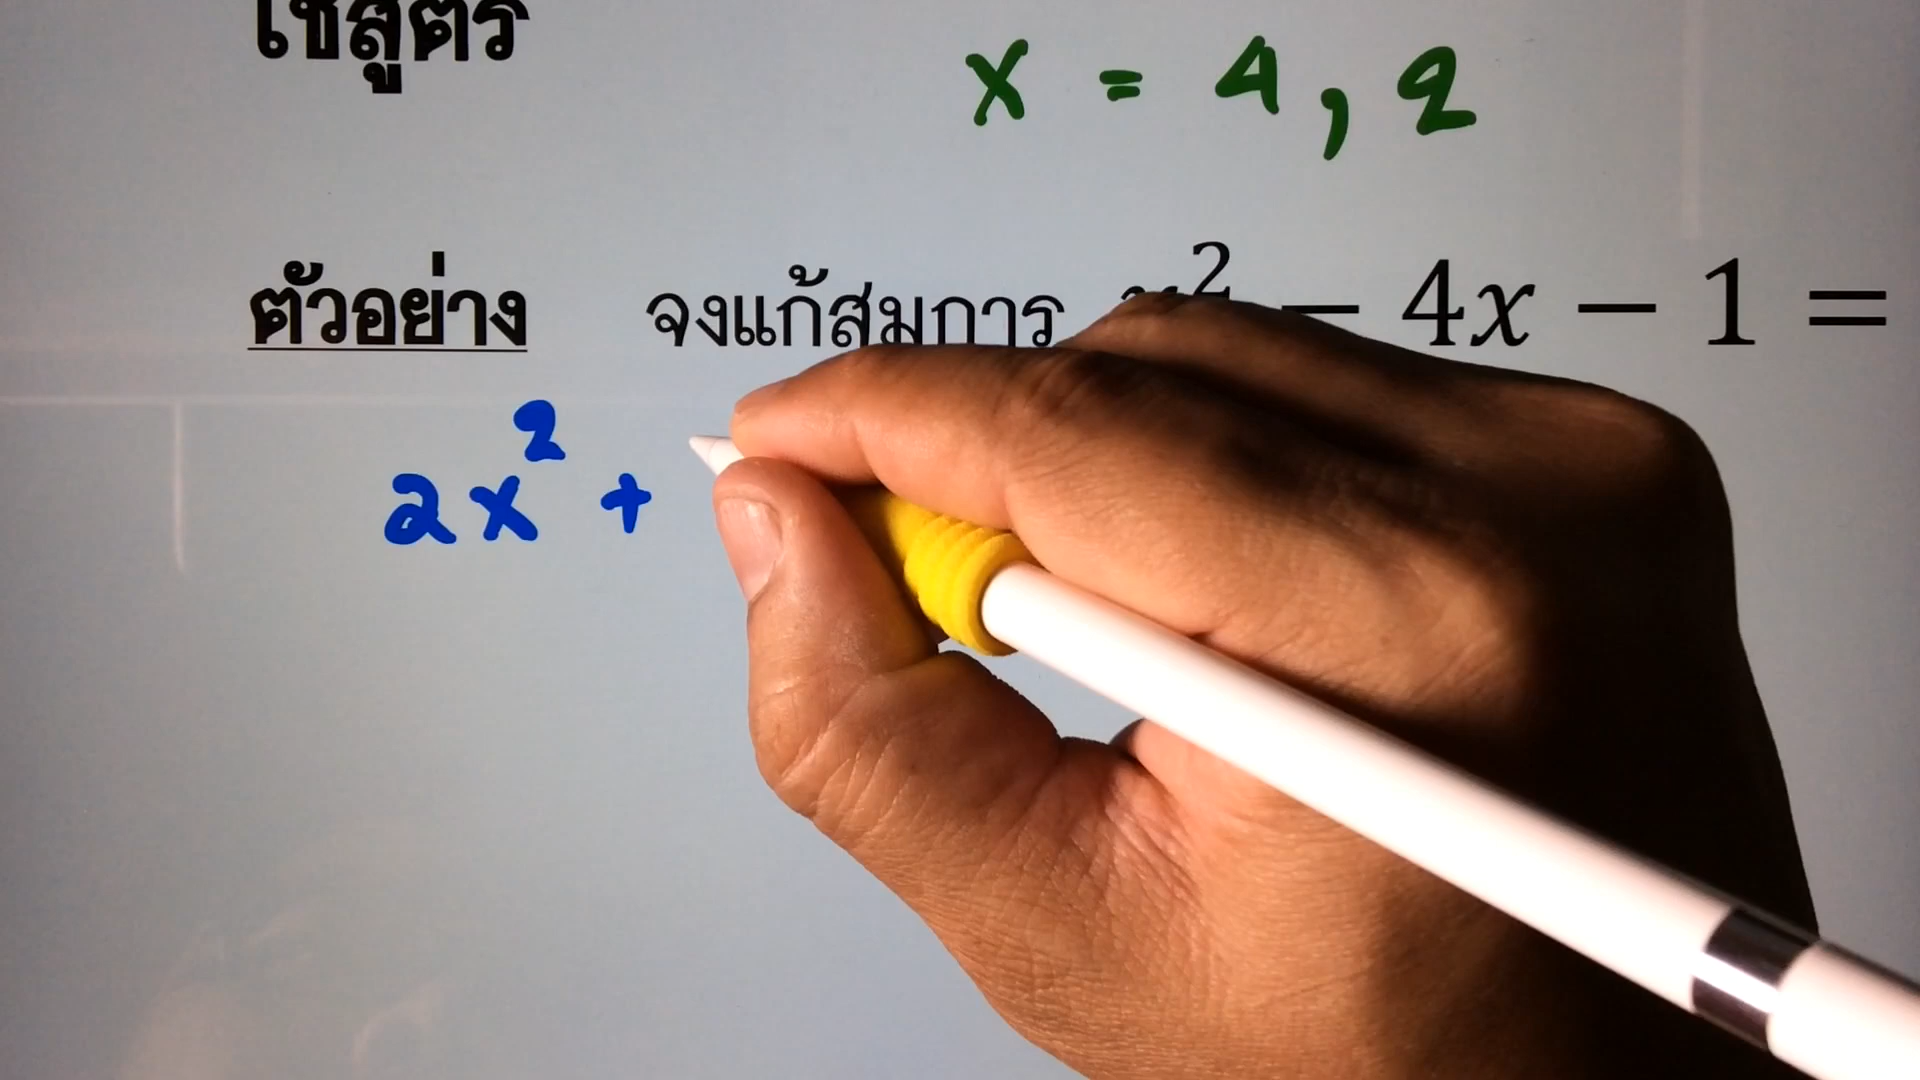 ใช้สูตร
x = 4 , 2
ตัวอย่าง จงแก้สมการ x² − 4x − 1 =
2x² +